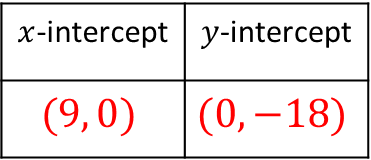 x-intercept y-intercept
(9, 0) (0, −18)